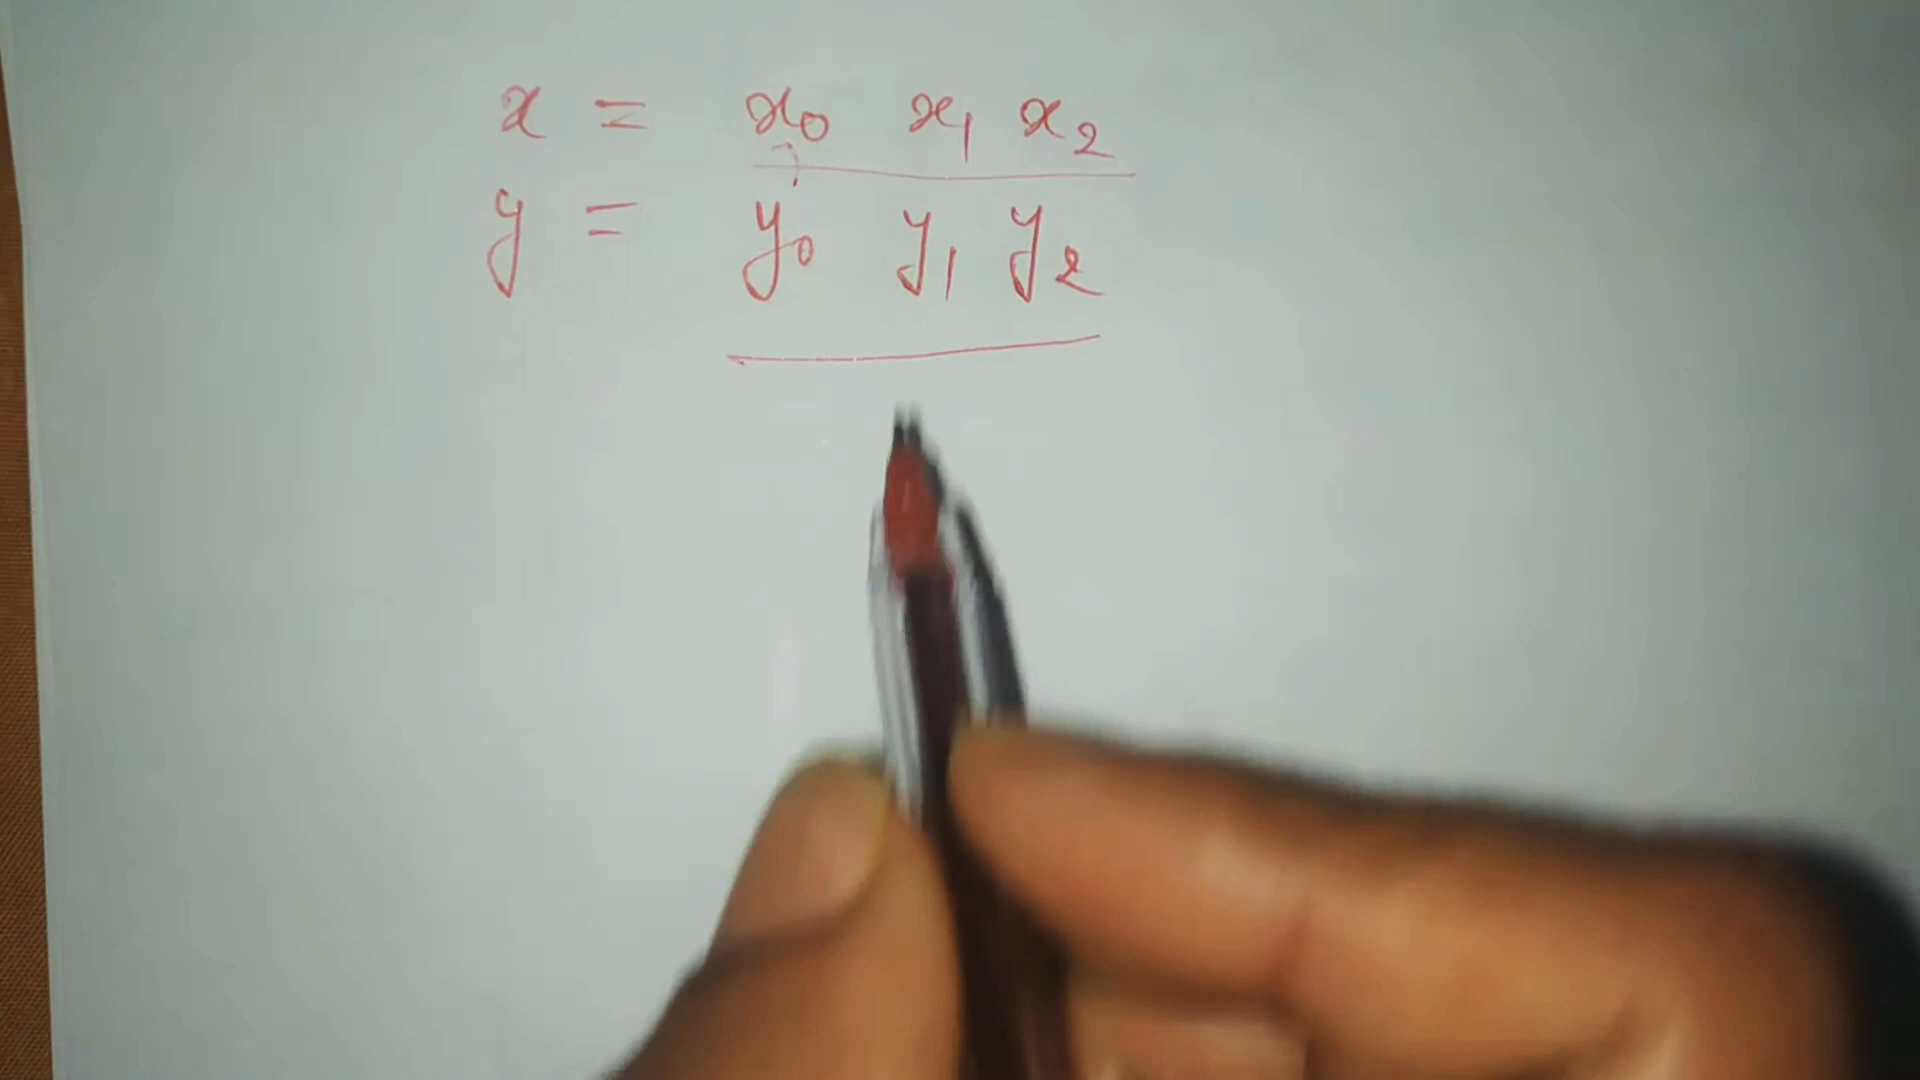 x = x₀ x₁ x₂
y = y₀ y₁ y₂